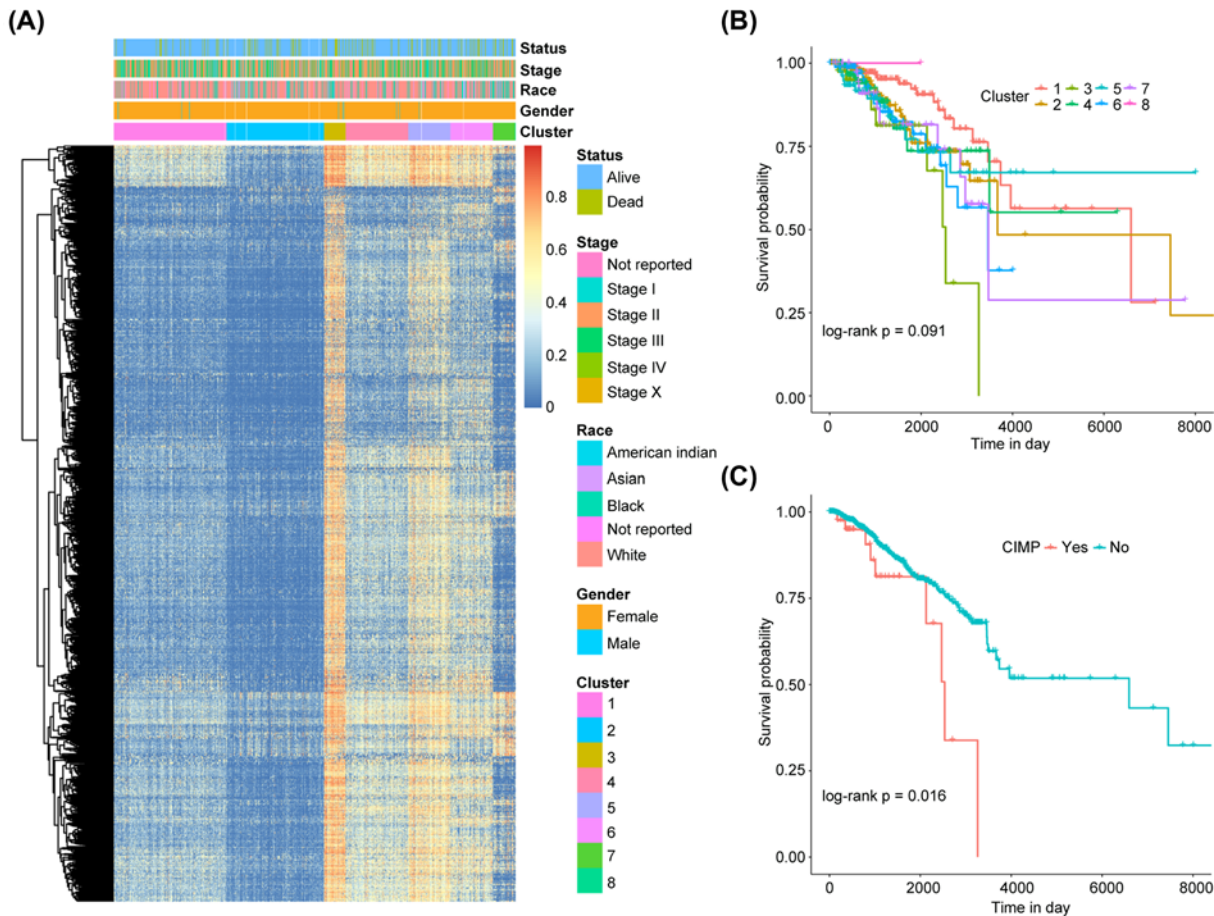 (A)
Status
Stage
Race
Gender
Cluster
0.8
0.6
0.4
0.2
0
Status
Alive
Dead
Stage
Not reported
Stage I
Stage II
Stage III
Stage IV
Stage X
Race
American indian
Asian
Black
Not reported
White
Gender
Female
Male
Cluster
1
2
3
4
5
6
7
8
(B)
Survival probability
1.00
0.75
0.50
0.25
0.00
Cluster
1 3 5 7
2 4 6 8
log-rank p = 0.091
0 2000 4000 6000 8000
Time in day
(C)
Survival probability
1.00
0.75
0.50
0.25
0.00
CIMP Yes No
log-rank p = 0.016
0 2000 4000 6000 8000
Time in day